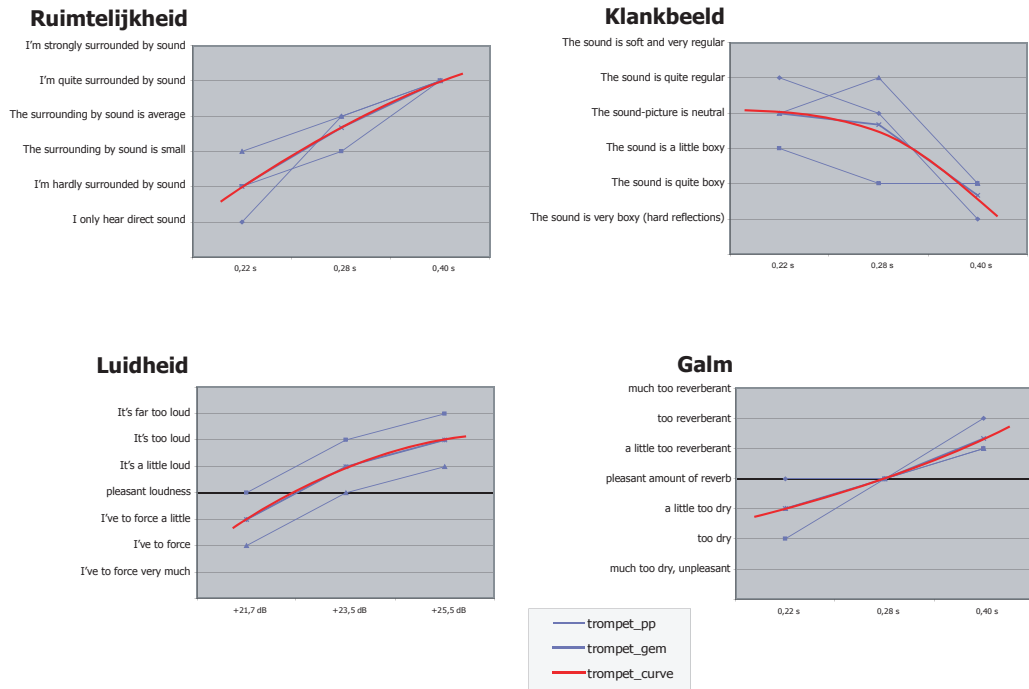 Ruimtelijkheid
I'm strongly surrounded by sound
I'm quite surrounded by sound
The surrounding by sound is average
The surrounding by sound is small
I'm hardly surrounded by sound
I only hear direct sound
0,22 s 0,28 s 0,40 s
Klankbeeld
The sound is soft and very regular
The sound is quite regular
The sound-picture is neutral
The sound is a little boxy
The sound is quite boxy
The sound is very boxy (hard reflections)
0,22 s 0,28 s 0,40 s
Luidheid
It's far too loud
It's too loud
It's a little loud
pleasant loudness
I've to force a little
I've to force
I've to force very much
+21,7 dB +23,5 dB +25,5 dB
Galm
much too reverberant
too reverberant
a little too reverberant
pleasant amount of reverb
a little too dry
too dry
much too dry, unpleasant
0,22 s 0,28 s 0,40 s
trompet_pp
trompet_gem
trompet_curve